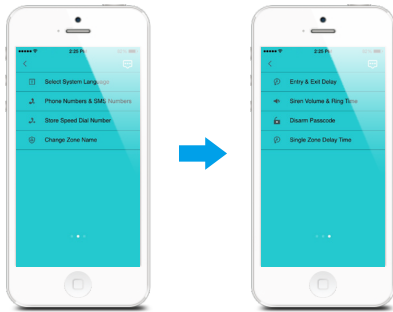 2:25 PM
Select System Language
Phone Numbers & SMS Numbers
Store Speed Dial Number
Change Zone Name
2:25 PM
Entry & Exit Delay
Siren Volume & Ring Time
Disarm Passcode
Single Zone Delay Time